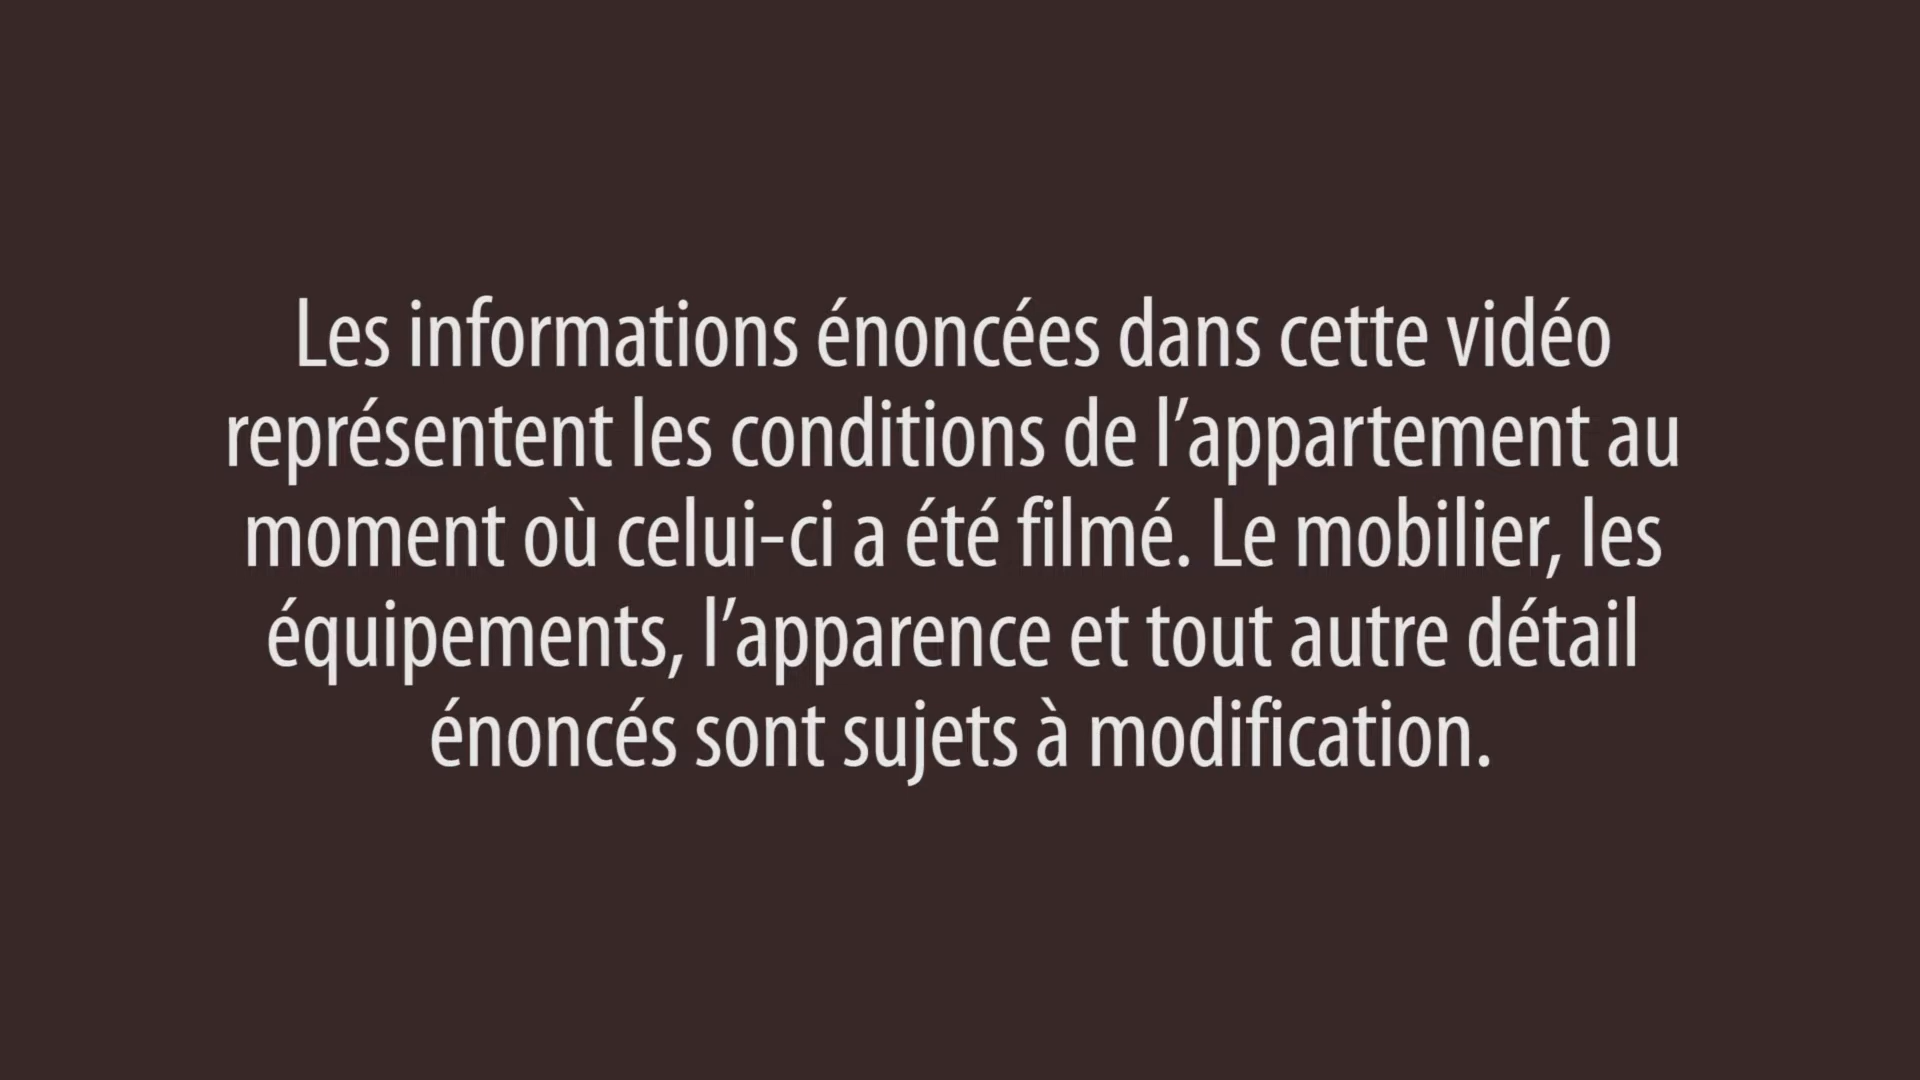 Les informations énoncées dans cette vidéo
représentent les conditions de l’appartement au
moment où celui-ci a été filmé. Le mobilier, les
équipements, l’apparence et tout autre détail
énoncés sont sujets à modification.